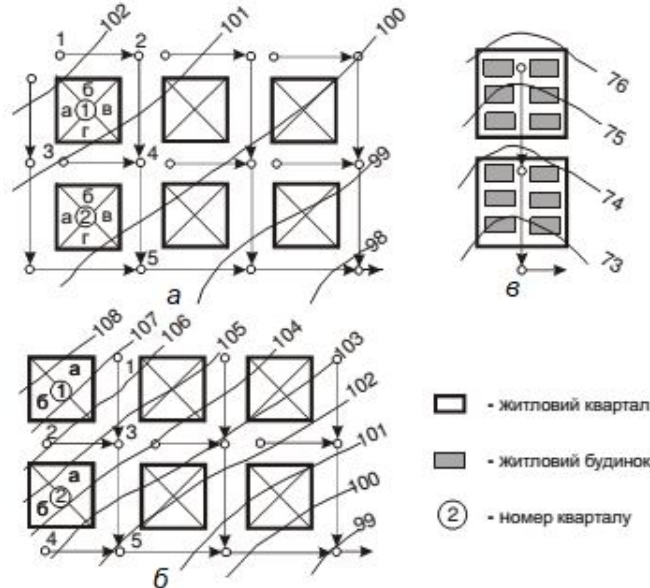 102
101
100
1
2
б
а
1
в
г
3
4
99
б
а
2
в
г
5
98
а
76
75
74
73
в
108
107
106
105
104
103
а
1
б
1
2
3
102
101
а
2
б
100
99
4
5
б
- житловий квартал
- житловий будинок
2 - номер кварталу